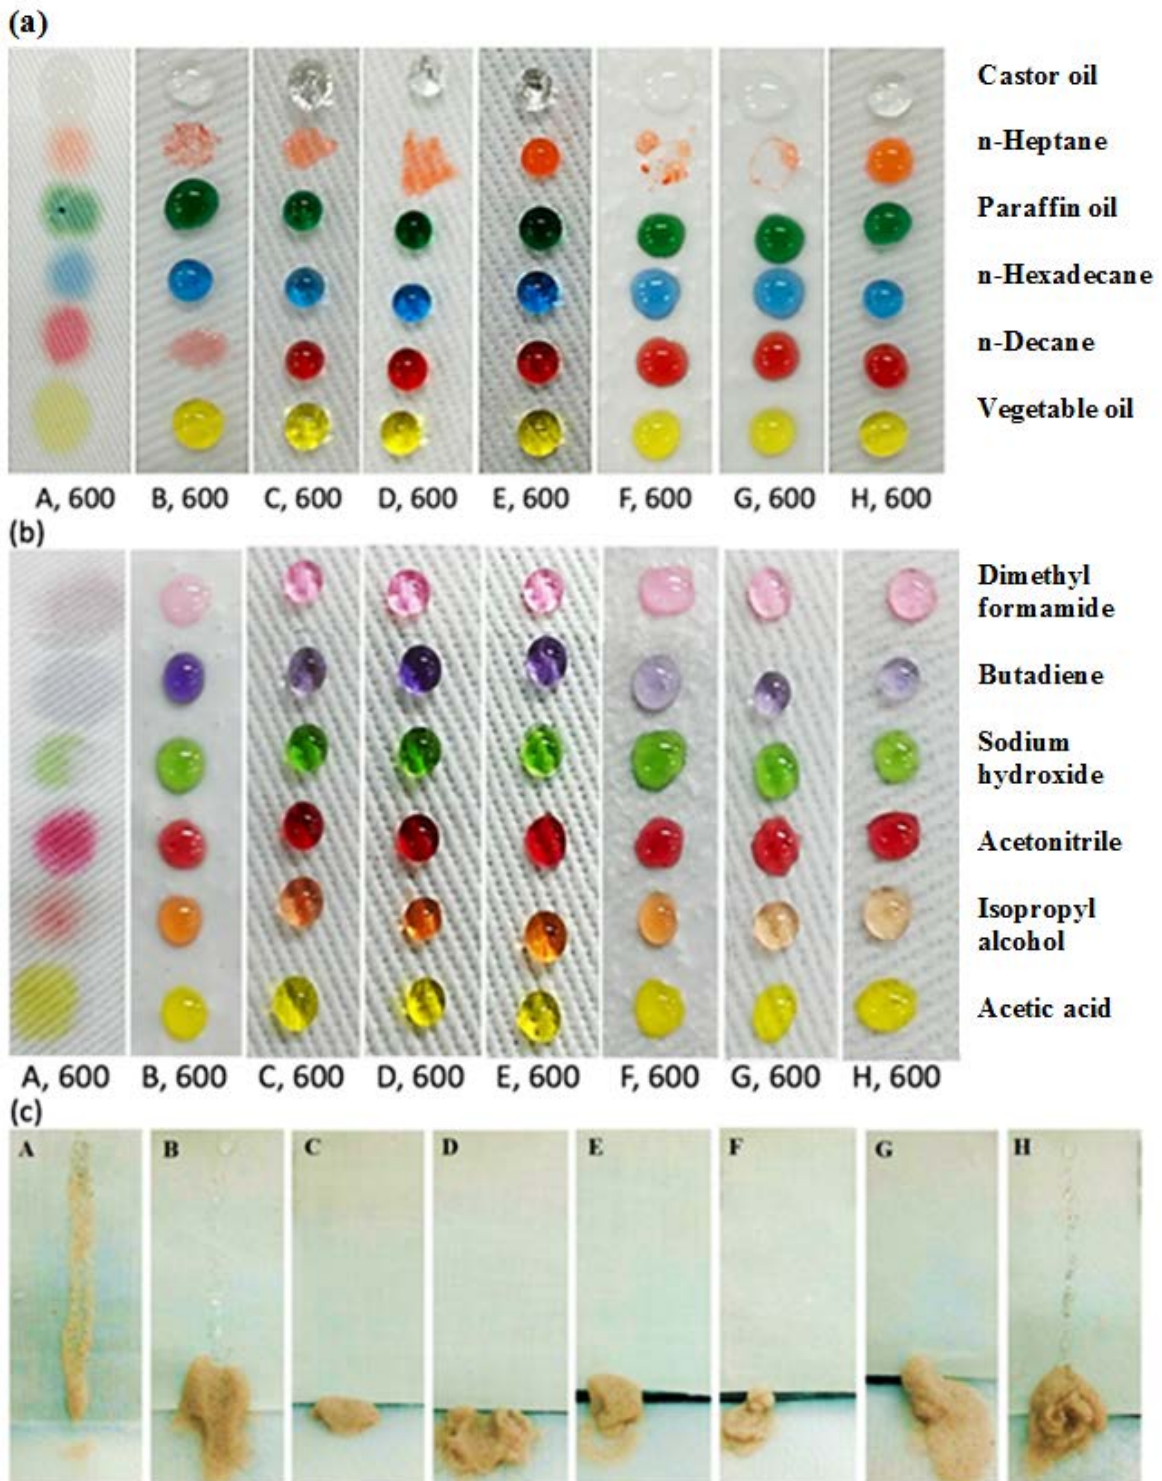 (a)
Castor oil
n-Heptane
Paraffin oil
n-Hexadecane
n-Decane
Vegetable oil
A, 600 B, 600 C, 600 D, 600 E, 600 F, 600 G, 600 H, 600
(b)
Dimethyl
formamide
Butadiene
Sodium
hydroxide
Acetonitrile
Isopropyl
alcohol
Acetic acid
A, 600 B, 600 C, 600 D, 600 E, 600 F, 600 G, 600 H, 600
(c)
A B C D E F G H